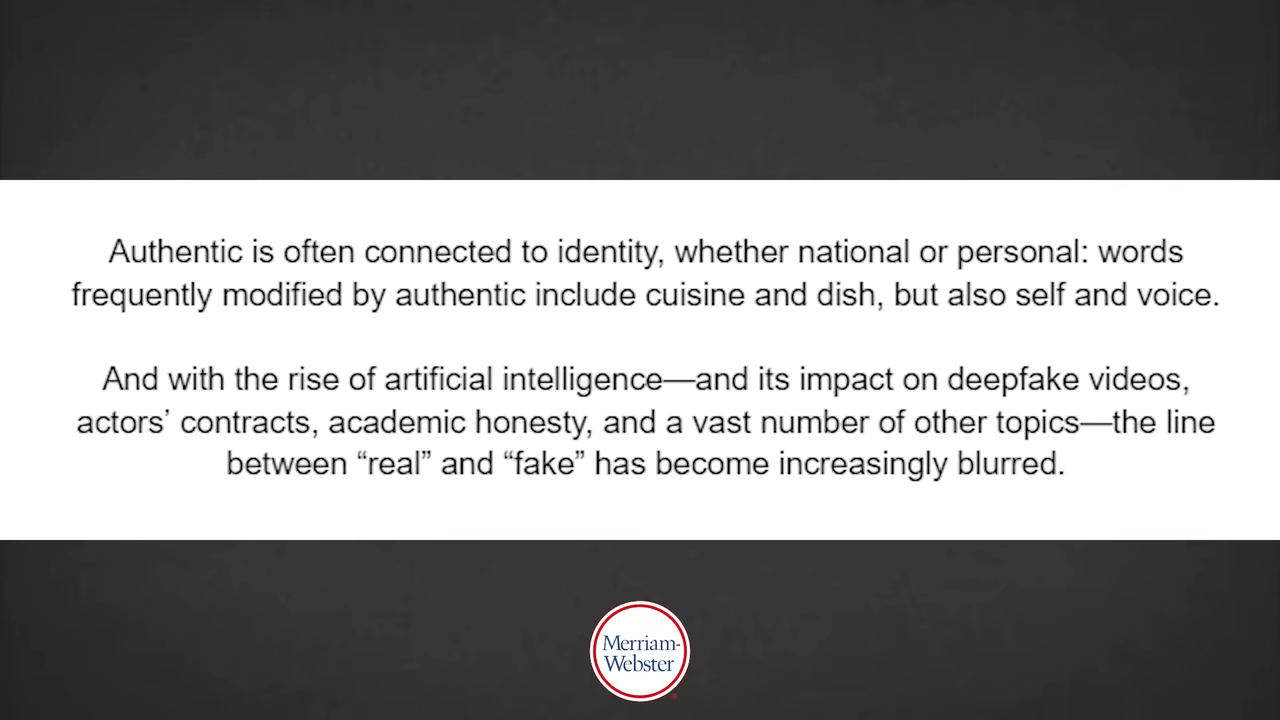 Authentic is often connected to identity, whether national or personal: words
frequently modified by authentic include cuisine and dish, but also self and voice.
And with the rise of artificial intelligence—and its impact on deepfake videos,
actors’ contracts, academic honesty, and a vast number of other topics—the line
between “real” and “fake” has become increasingly blurred.
Merriam-
Webster